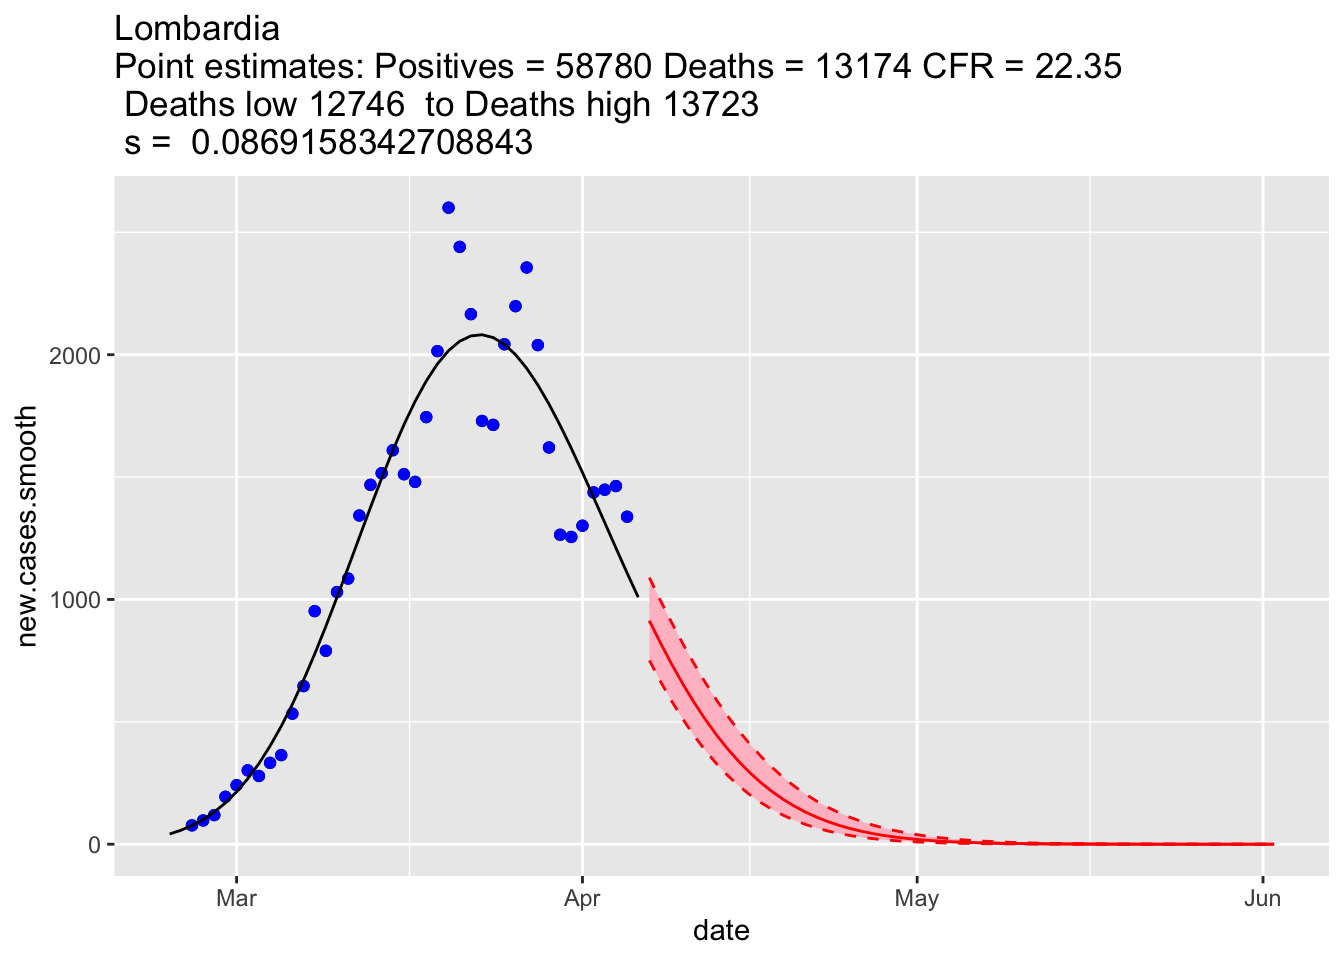 Lombardia
Point estimates: Positives = 58780 Deaths = 13174 CFR = 22.35
Deaths low 12746  to Deaths high 13723
s =  0.0869158342708843
new.cases.smooth
2000
1000
0
Mar
Apr
May
Jun
date